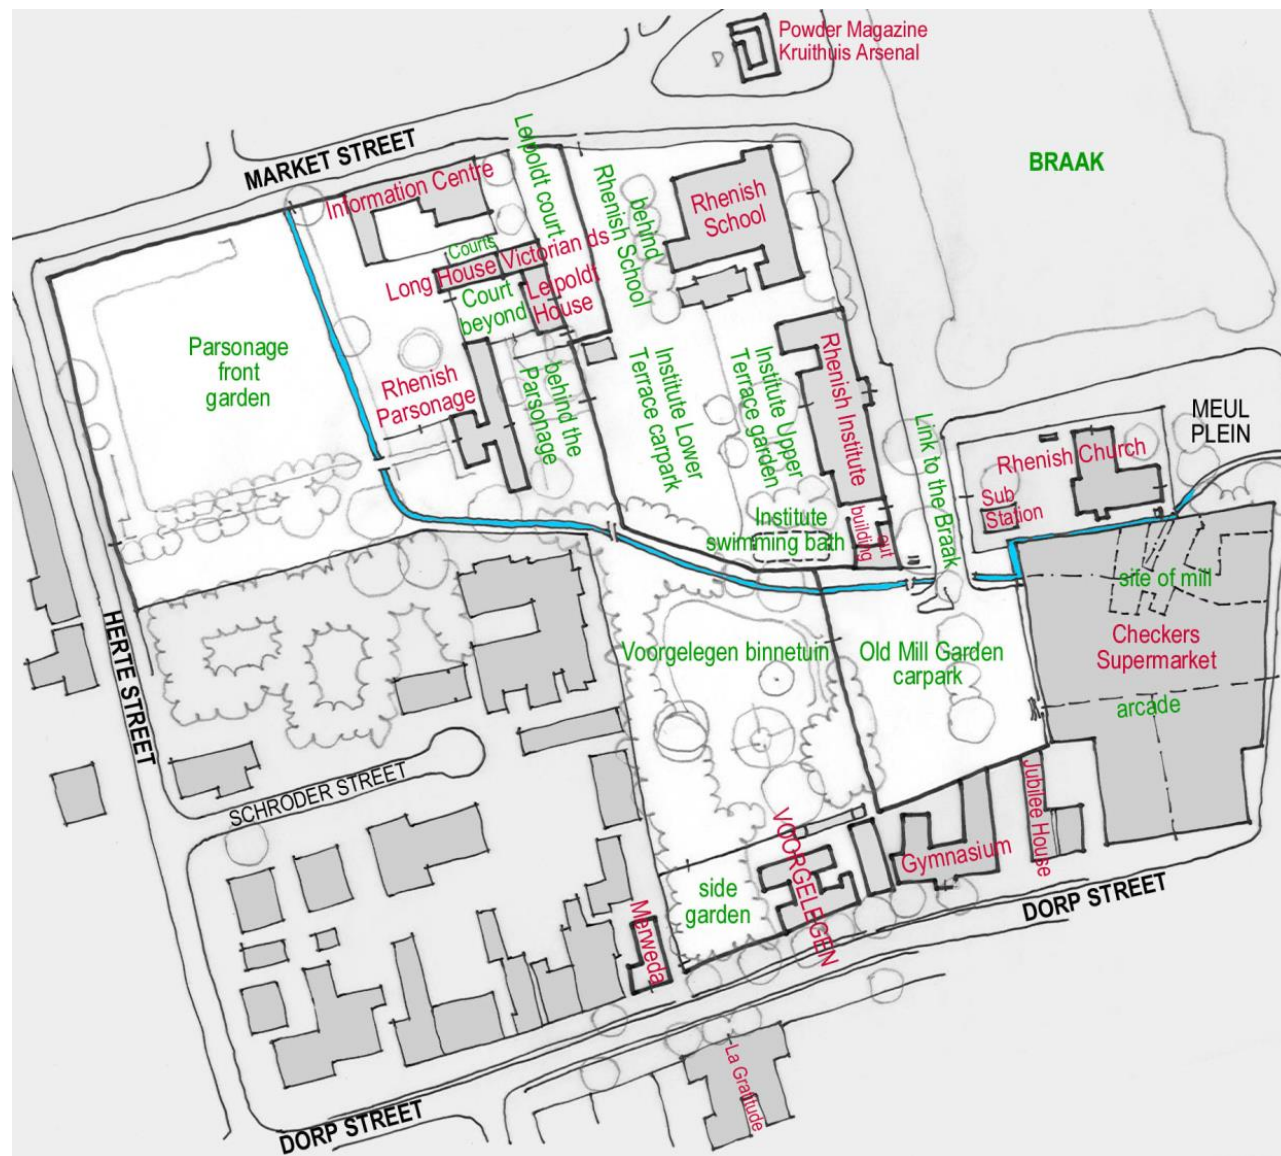 Powder Magazine
Kruithuis Arsenal
MARKET STREET
BRAAK
Information Centre
Leipoldt court
behind
Rhenish School
Rhenish
School
Courts
Long House Victorian ds
Leipoldt
House
Court
beyond
Parsonage
front
garden
Rhenish
Parsonage
behind the
Parsonage
Institute Lower
Terrace carpark
Institute Upper
Terrace garden
Rhenish Institute
Link to the Braak
MEUL
PLEIN
Rhenish Church
Sub
Station
Institute
swimming bath
out
building
site of mill
Checkers
Supermarket
arcade
Voorgelegen binnetuin
Old Mill Garden
carpark
HERTE STREET
SCHRODER STREET
Jubilee House
Gymnasium
VOORGELEGEN
side
garden
Merweda
DORP STREET
La Gratitude
DORP STREET